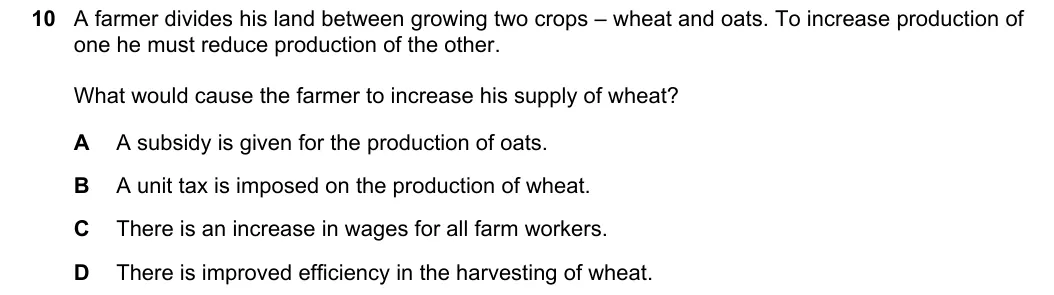 10 A farmer divides his land between growing two crops – wheat and oats. To increase production of
one he must reduce production of the other.
What would cause the farmer to increase his supply of wheat?
A A subsidy is given for the production of oats.
B A unit tax is imposed on the production of wheat.
C There is an increase in wages for all farm workers.
D There is improved efficiency in the harvesting of wheat.